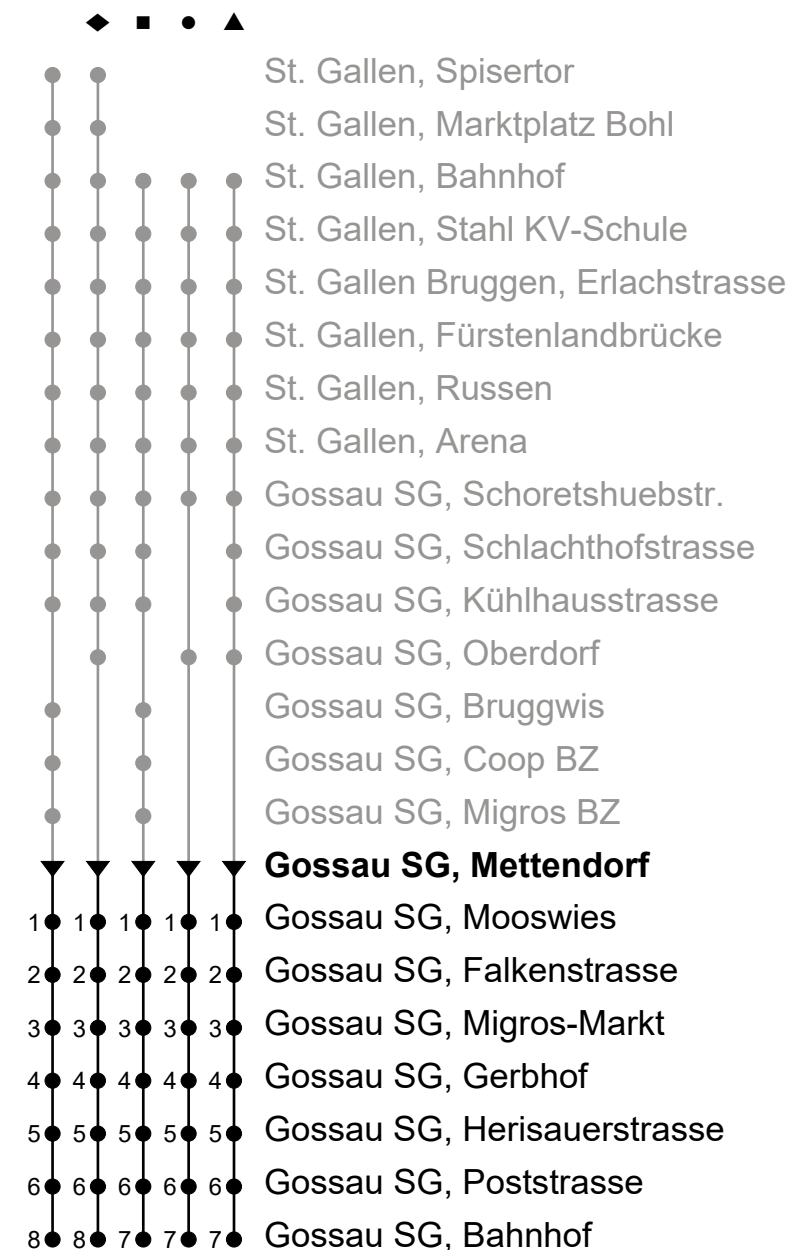 ◆ ■ ● ▲
St. Gallen, Spisertor
St. Gallen, Marktplatz Bohl
St. Gallen, Bahnhof
St. Gallen, Stahl KV-Schule
St. Gallen Bruggen, Erlachstrasse
St. Gallen, Fürstenlandbrücke
St. Gallen, Russen
St. Gallen, Arena
Gossau SG, Schoretshuebstr.
Gossau SG, Schlachthofstrasse
Gossau SG, Kühlhausstrasse
Gossau SG, Oberdorf
Gossau SG, Bruggwis
Gossau SG, Coop BZ
Gossau SG, Migros BZ
Gossau SG, Mettendorf
1 1 1 1 1 Gossau SG, Mooswies
2 2 2 2 2 Gossau SG, Falkenstrasse
3 3 3 3 3 Gossau SG, Migros-Markt
4 4 4 4 4 Gossau SG, Gerbhof
5 5 5 5 5 Gossau SG, Herisauerstrasse
6 6 6 6 6 Gossau SG, Poststrasse
8 8 7 7 7 Gossau SG, Bahnhof